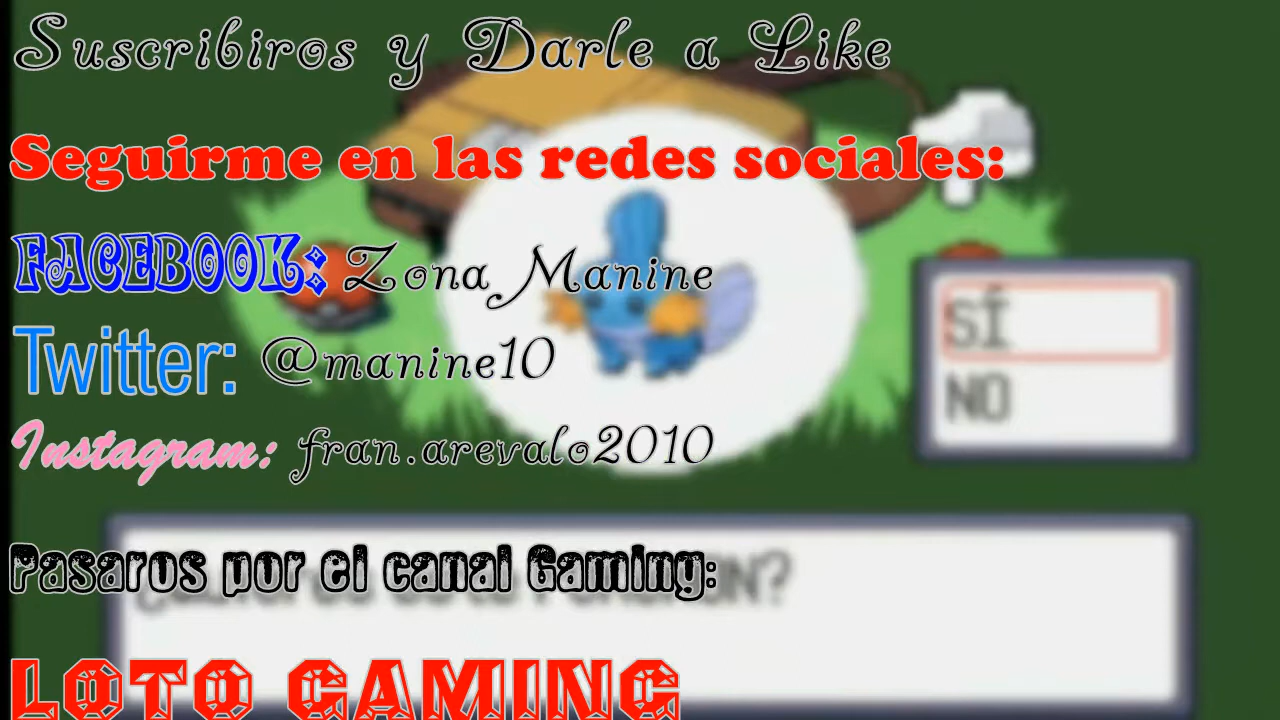 Suscribiros y Darle a Like
Seguirme en las redes sociales:
FACEBOOK: Zona Manine
Twitter: @manine10
Instagram: fran.arevalo2010
SÍ
NO
Pasaros por el canal Gaming:
LOTO GAMING